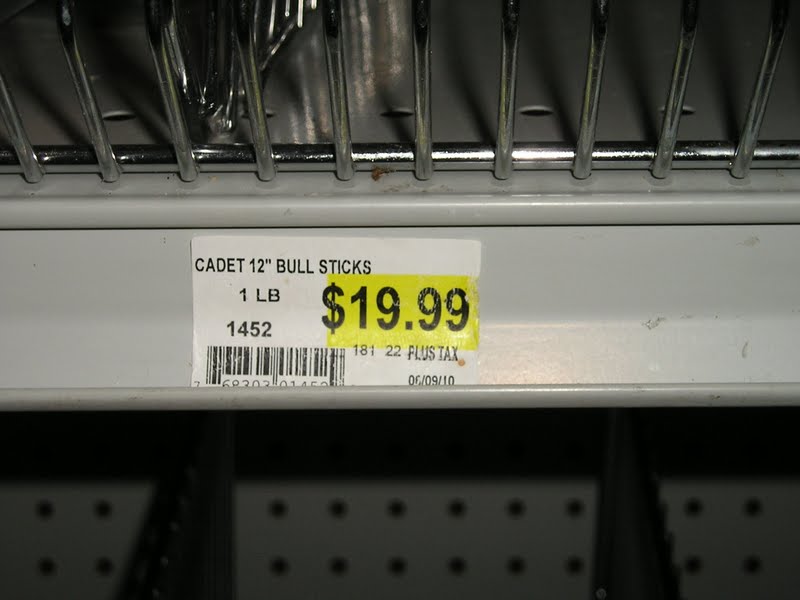 CADET 12" BULL STICKS
1 LB
$19.99
1452
181 22 PLUS TAX
06/09/10